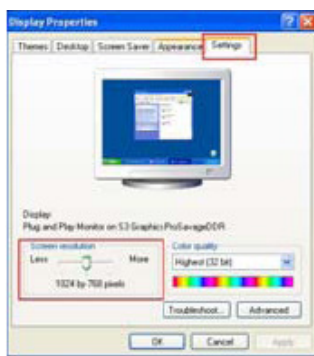 Display Properties
Themes Desktop Screen Saver Appearance Settings
Display:
Plug and Play Monitor on S3 Graphics ProSavageDDR
Screen resolution
Less More
1024 by 768 pixels
Color quality
Highest (32 bit)
Troubleshoot... Advanced
OK Cancel Apply